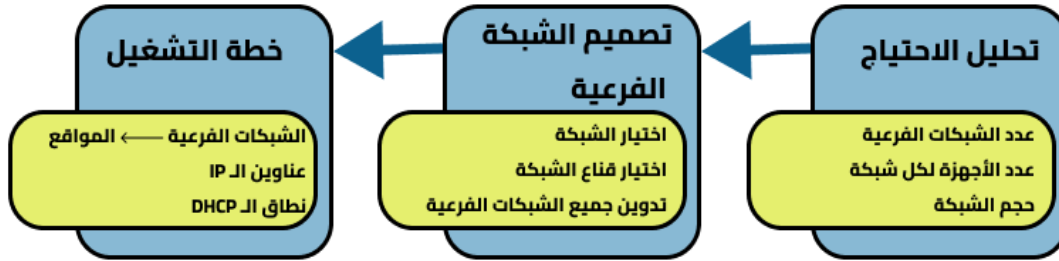 تحليل الاحتياج
عدد الشبكات الفرعية
عدد الأجهزة لكل شبكة
حجم الشبكة
تصميم الشبكة
الفرعية
اختيار الشبكة
اختيار قناع الشبكة
تدوين جميع الشبكات الفرعية
خطة التشغيل
الشبكات الفرعية ⟵ المواقع
عناوين الـ IP
نطاق الـ DHCP